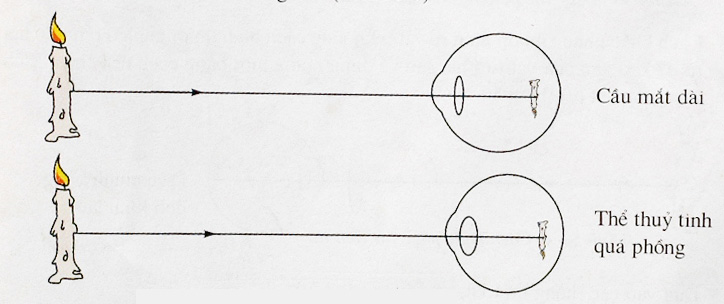 Cầu mắt dài
Thể thuỷ tinh
quá phồng